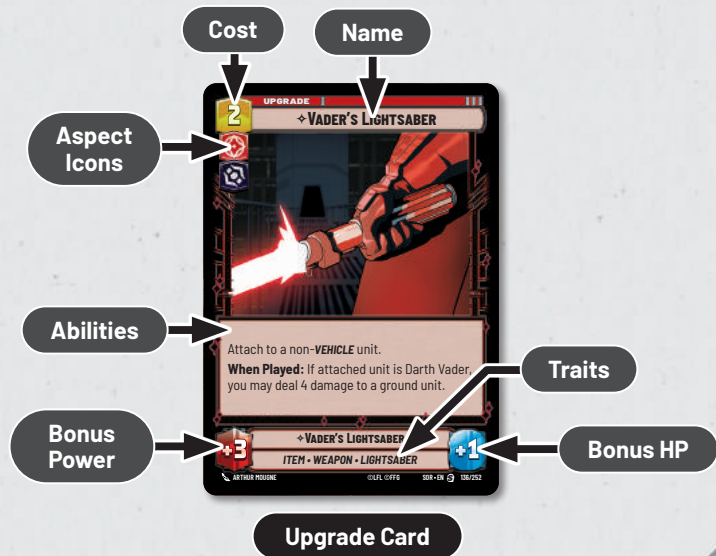 Cost
Name
UPGRADE
2
✧VADER'S LIGHTSABER
Aspect
Icons
Abilities
Attach to a non-VEHICLE unit.
When Played: If attached unit is Darth Vader,
you may deal 4 damage to a ground unit.
Traits
Bonus
Power
+3
✧VADER'S LIGHTSABER
ITEM • WEAPON • LIGHTSABER
+1
Bonus HP
ARTHUR MOUGNE
©LFL ©FFG
SOR • EN
136/252
Upgrade Card